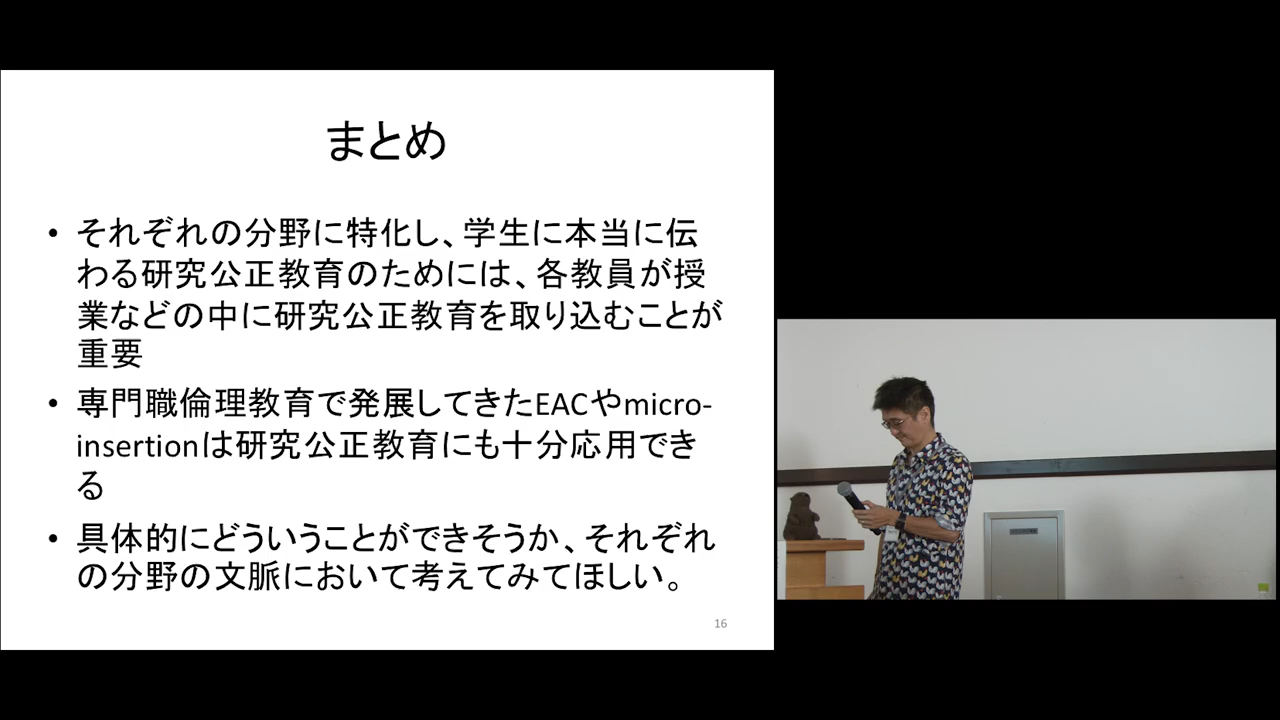 まとめ
• それぞれの分野に特化し、学生に本当に伝
わる研究公正教育のためには、各教員が授
業などの中に研究公正教育を取り込むことが
重要
• 専門職倫理教育で発展してきたEACやmicro-
insertionは研究公正教育にも十分応用でき
る
• 具体的にどういうことができそうか、それぞれ
の分野の文脈において考えてみてほしい。
16